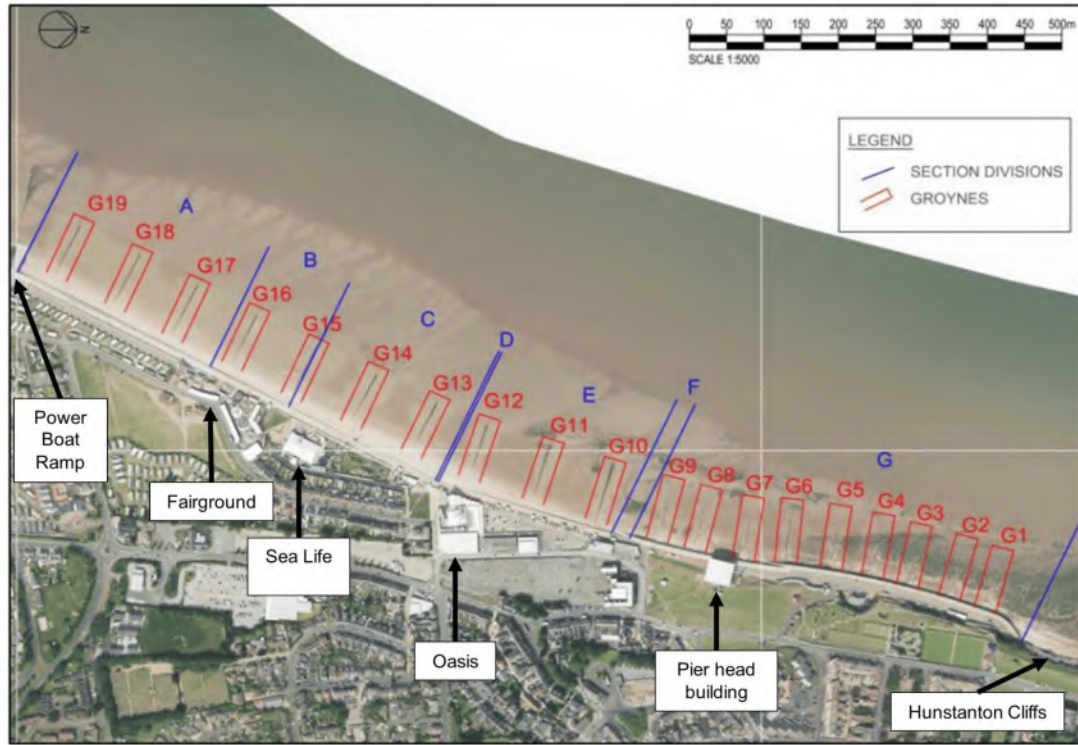 N
0 50 100 150 200 250 300 350 400 450 500m
SCALE 1:5000
LEGEND
SECTION DIVISIONS
GROYNES
G19
A
G18
G17
B
G16
G15
C
G14
G13
D
G12
E
G11
G10
F
G9
G8
G7
G6
G
G5
G4
G3
G2
G1
Power
Boat
Ramp
Fairground
Sea Life
Oasis
Pier head
building
Hunstanton Cliffs